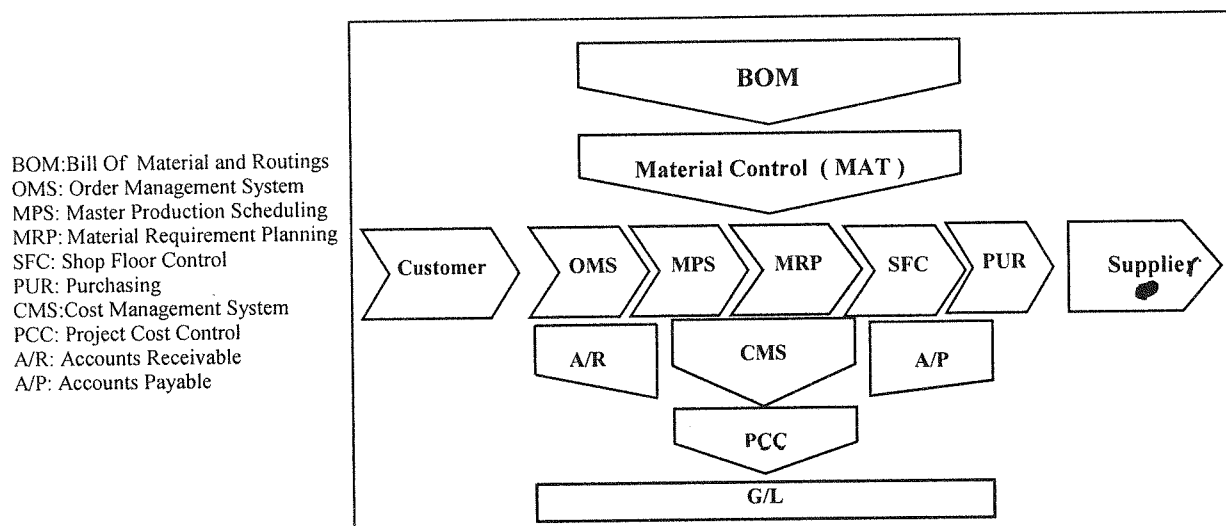 BOM
Material Control ( MAT )
BOM:Bill Of Material and Routings
OMS: Order Management System
MPS: Master Production Scheduling
MRP: Material Requirement Planning
SFC: Shop Floor Control
PUR: Purchasing
CMS:Cost Management System
PCC: Project Cost Control
A/R: Accounts Receivable
A/P: Accounts Payable
Customer
OMS
MPS
MRP
SFC
PUR
Supplier
A/R
CMS
A/P
PCC
G/L